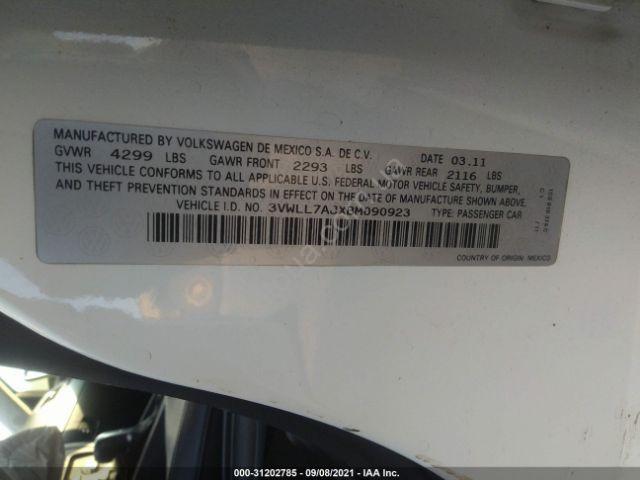 MANUFACTURED BY VOLKSWAGEN DE MEXICO S.A. DE C.V.
GVWR 4299 LBS GAWR FRONT 2293 LBS GAWR REAR 2116 LBS DATE 03.11
THIS VEHICLE CONFORMS TO ALL APPLICABLE U.S. FEDERAL MOTOR VEHICLE SAFETY, BUMPER,
AND THEFT PREVENTION STANDARDS IN EFFECT ON THE DATE OF MANUFACTURE SHOWN ABOVE.
VEHICLE I.D. NO. TYPE: PASSENGER CAR
COUNTRY OF ORIGIN: MEXICO
000-31202785 - 09/08/2021 - IAA Inc.